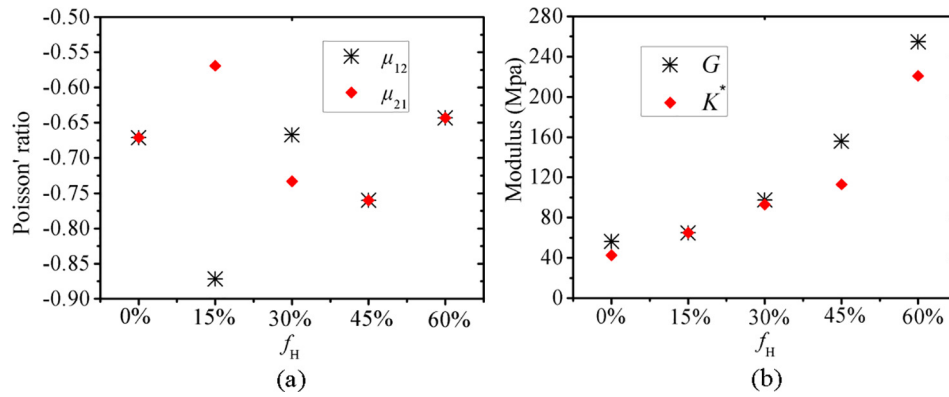 -0.50
-0.55
-0.60
-0.65
-0.70
-0.75
-0.80
-0.85
-0.90
Poisson' ratio
μ12
μ21
0% 15% 30% 45% 60%
fH
(a)
280
240
200
160
120
80
40
0
Modulus (Mpa)
G
K*
0% 15% 30% 45% 60%
fH
(b)